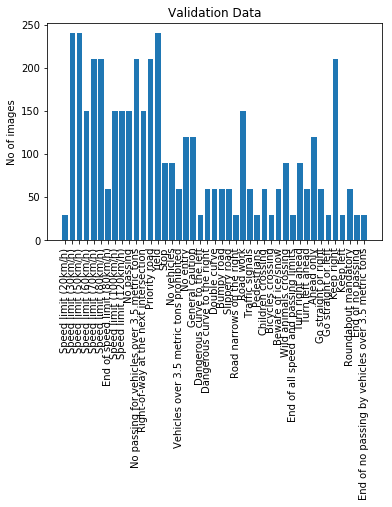 Validation Data
No of images
250
200
150
100
50
0
Speed limit (20km/h)
Speed limit (30km/h)
Speed limit (50km/h)
Speed limit (60km/h)
Speed limit (70km/h)
Speed limit (80km/h)
End of speed limit (80km/h)
Speed limit (100km/h)
Speed limit (120km/h)
No passing
No passing for vehicles over 3.5 metric tons
Right-of-way at the next intersection
Priority road
Yield
Stop
No vehicles
Vehicles over 3.5 metric tons prohibited
No entry
General caution
Dangerous curve to the left
Dangerous curve to the right
Double curve
Bumpy road
Slippery road
Road narrows on the right
Road work
Traffic signals
Pedestrians
Children crossing
Bicycles crossing
Beware of ice/snow
Wild animals crossing
End of all speed and passing limits
Turn right ahead
Turn left ahead
Ahead only
Go straight or right
Go straight or left
Keep right
Keep left
Roundabout mandatory
End of no passing
End of no passing by vehicles over 3.5 metric tons